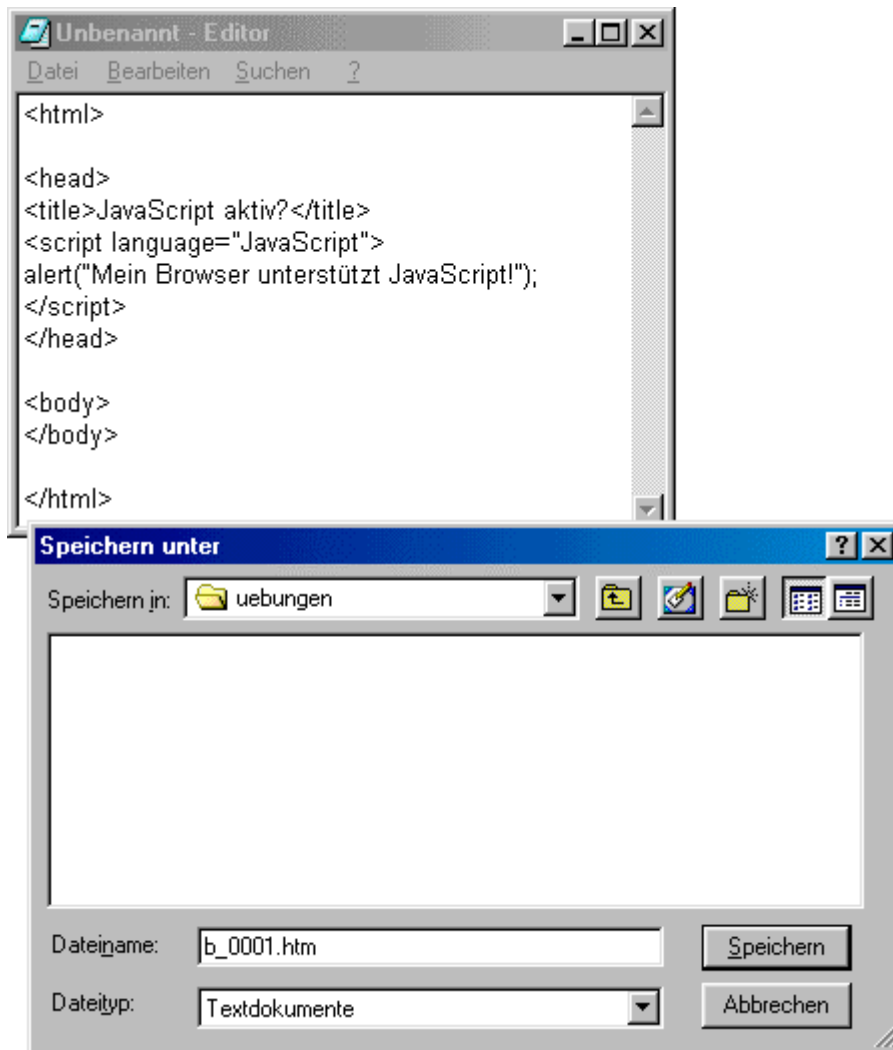 Unbenannt - Editor
Datei Bearbeiten Suchen ?
<html>
<head>
<title>JavaScript aktiv?</title>
<script language="JavaScript">
alert("Mein Browser unterstützt JavaScript!");
</script>
</head>
<body>
</body>
</html>
Speichern unter
Speichern in: uebungen
Dateiname: b_0001.htm Speichern
Dateityp: Textdokumente Abbrechen